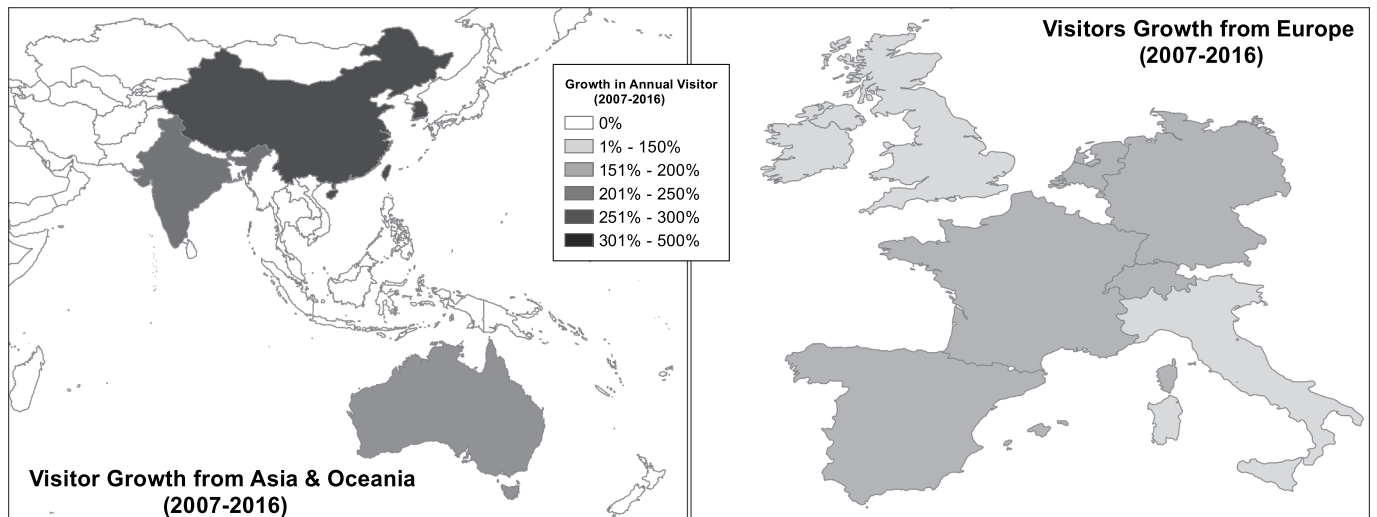 Visitors Growth from Europe
(2007-2016)
Growth in Annual Visitor
(2007-2016)
0%
1% - 150%
151% - 200%
201% - 250%
251% - 300%
301% - 500%
Visitor Growth from Asia & Oceania
(2007-2016)